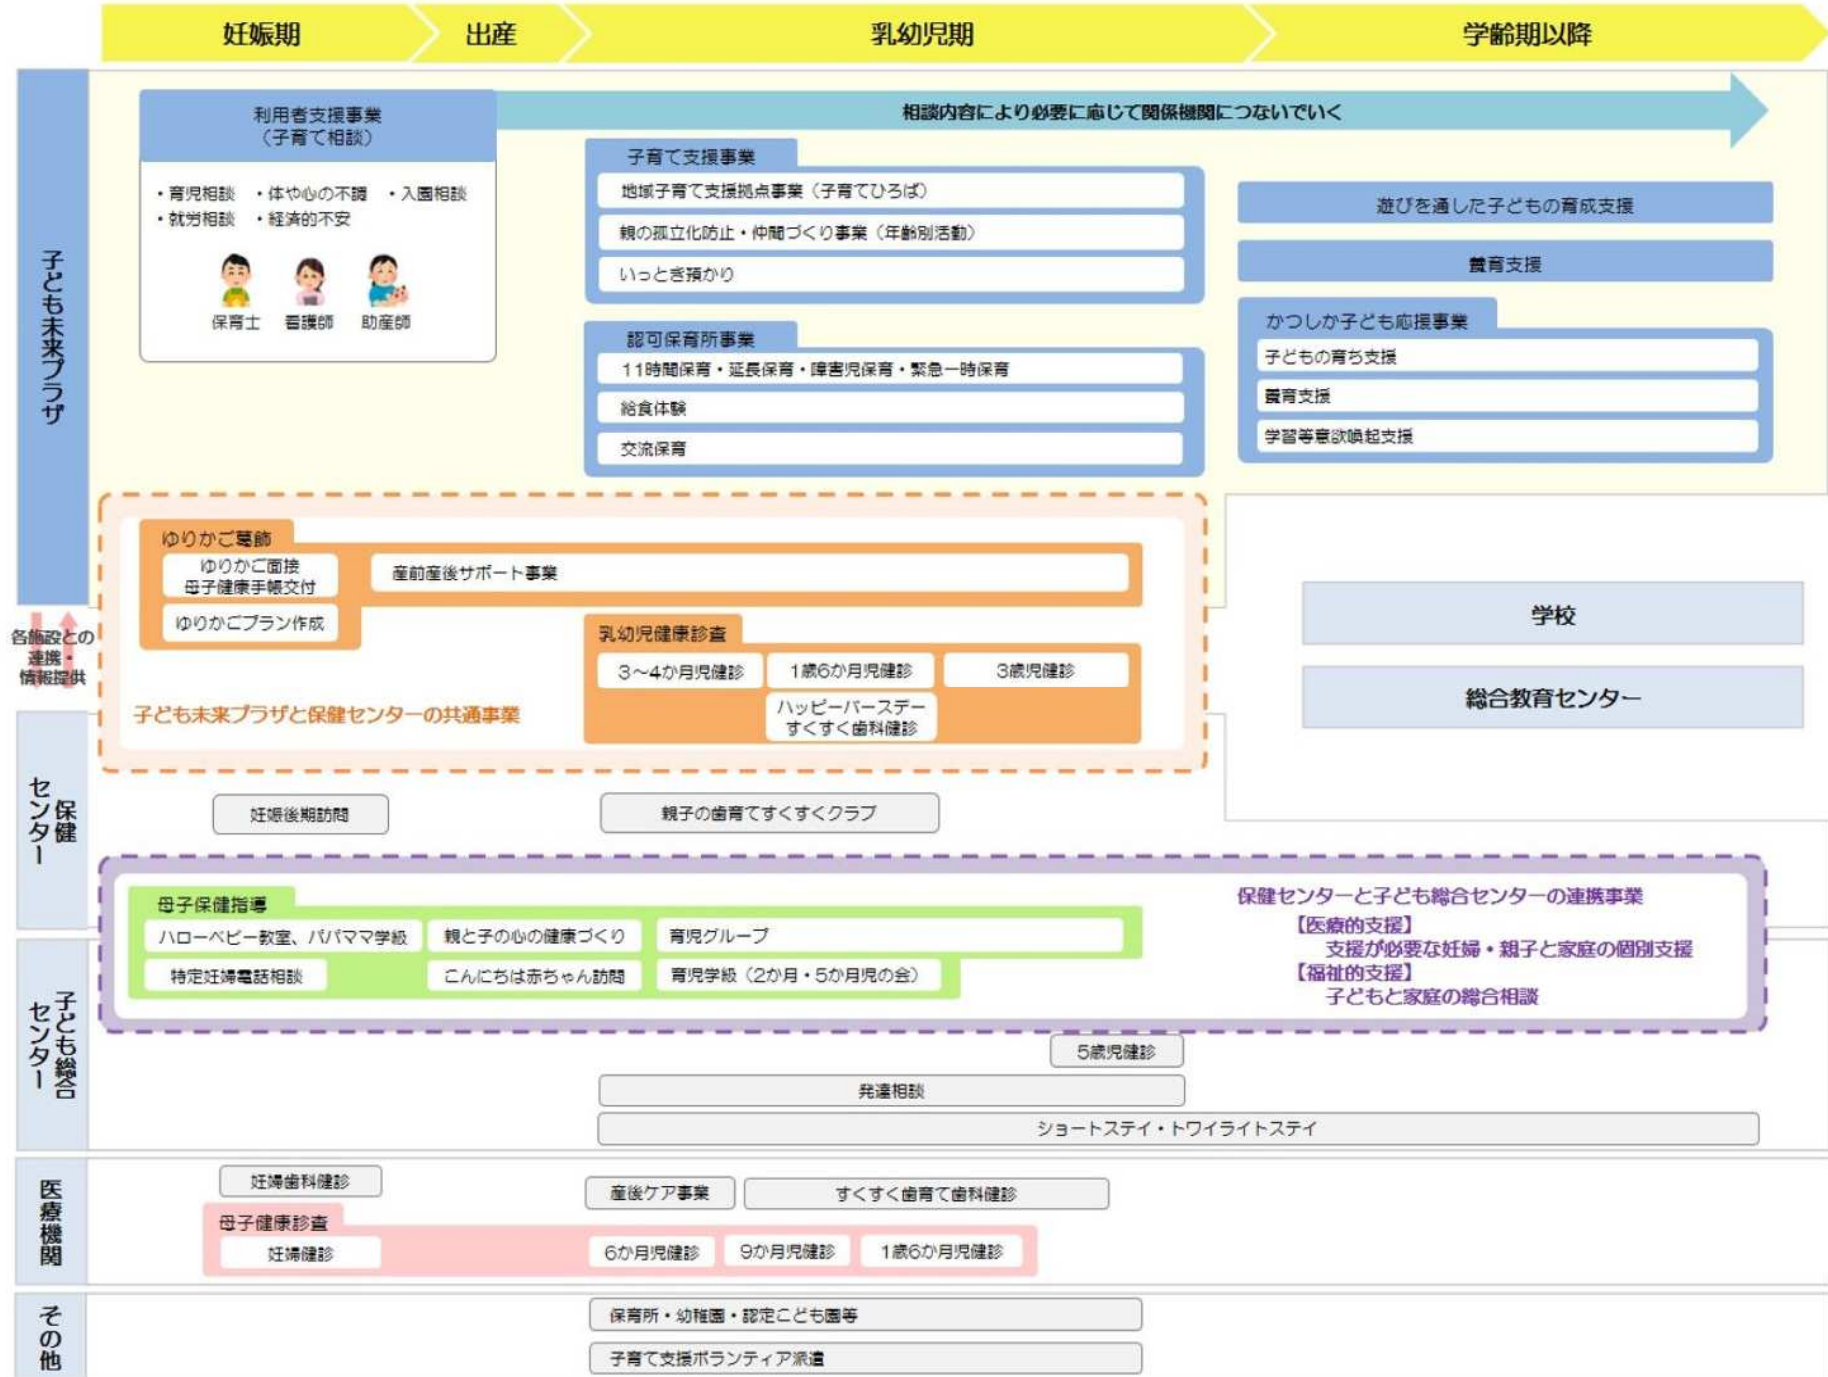 妊娠期
出産
乳幼児期
学齢期以降
子ども未来プラザ
利用者支援事業
（子育て相談）
・育児相談　・体や心の不調　・入園相談
・就労相談　・経済的不安
保育士
看護師
助産師
相談内容により必要に応じて関係機関につないでいく
子育て支援事業
地域子育て支援拠点事業（子育てひろば）
親の孤立化防止・仲間づくり事業（年齢別活動）
いっとき預かり
認可保育所事業
11時間保育・延長保育・障害児保育・緊急一時保育
給食体験
交流保育
遊びを通した子どもの育成支援
養育支援
かつしか子ども応援事業
子どもの育ち支援
養育支援
学習等意欲喚起支援
ゆりかご葛飾
ゆりかご面接
母子健康手帳交付
産前産後サポート事業
ゆりかごプラン作成
乳幼児健康診査
3～4か月児健診
1歳6か月児健診
3歳児健診
ハッピーバースデー
すくすく歯科健診
子ども未来プラザと保健センターの共通事業
学校
総合教育センター
各施設との
連携・
情報提供
保健
センター
妊娠後期訪問
親子の歯育てすくすくクラブ
母子保健指導
ハローベビー教室、パパママ学級
親と子の心の健康づくり
育児グループ
特定妊婦電話相談
こんにちは赤ちゃん訪問
育児学級（2か月・5か月児の会）
保健センターと子ども総合センターの連携事業
【医療的支援】
支援が必要な妊婦・親子と家庭の個別支援
【福祉的支援】
子どもと家庭の総合相談
子ども総合
センター
5歳児健診
発達相談
ショートステイ・トワイライトステイ
医療機関
妊婦歯科健診
産後ケア事業
すくすく歯育て歯科健診
母子健康診査
妊婦健診
6か月児健診
9か月児健診
1歳6か月児健診
その他
保育所・幼稚園・認定こども園等
子育て支援ボランティア派遣